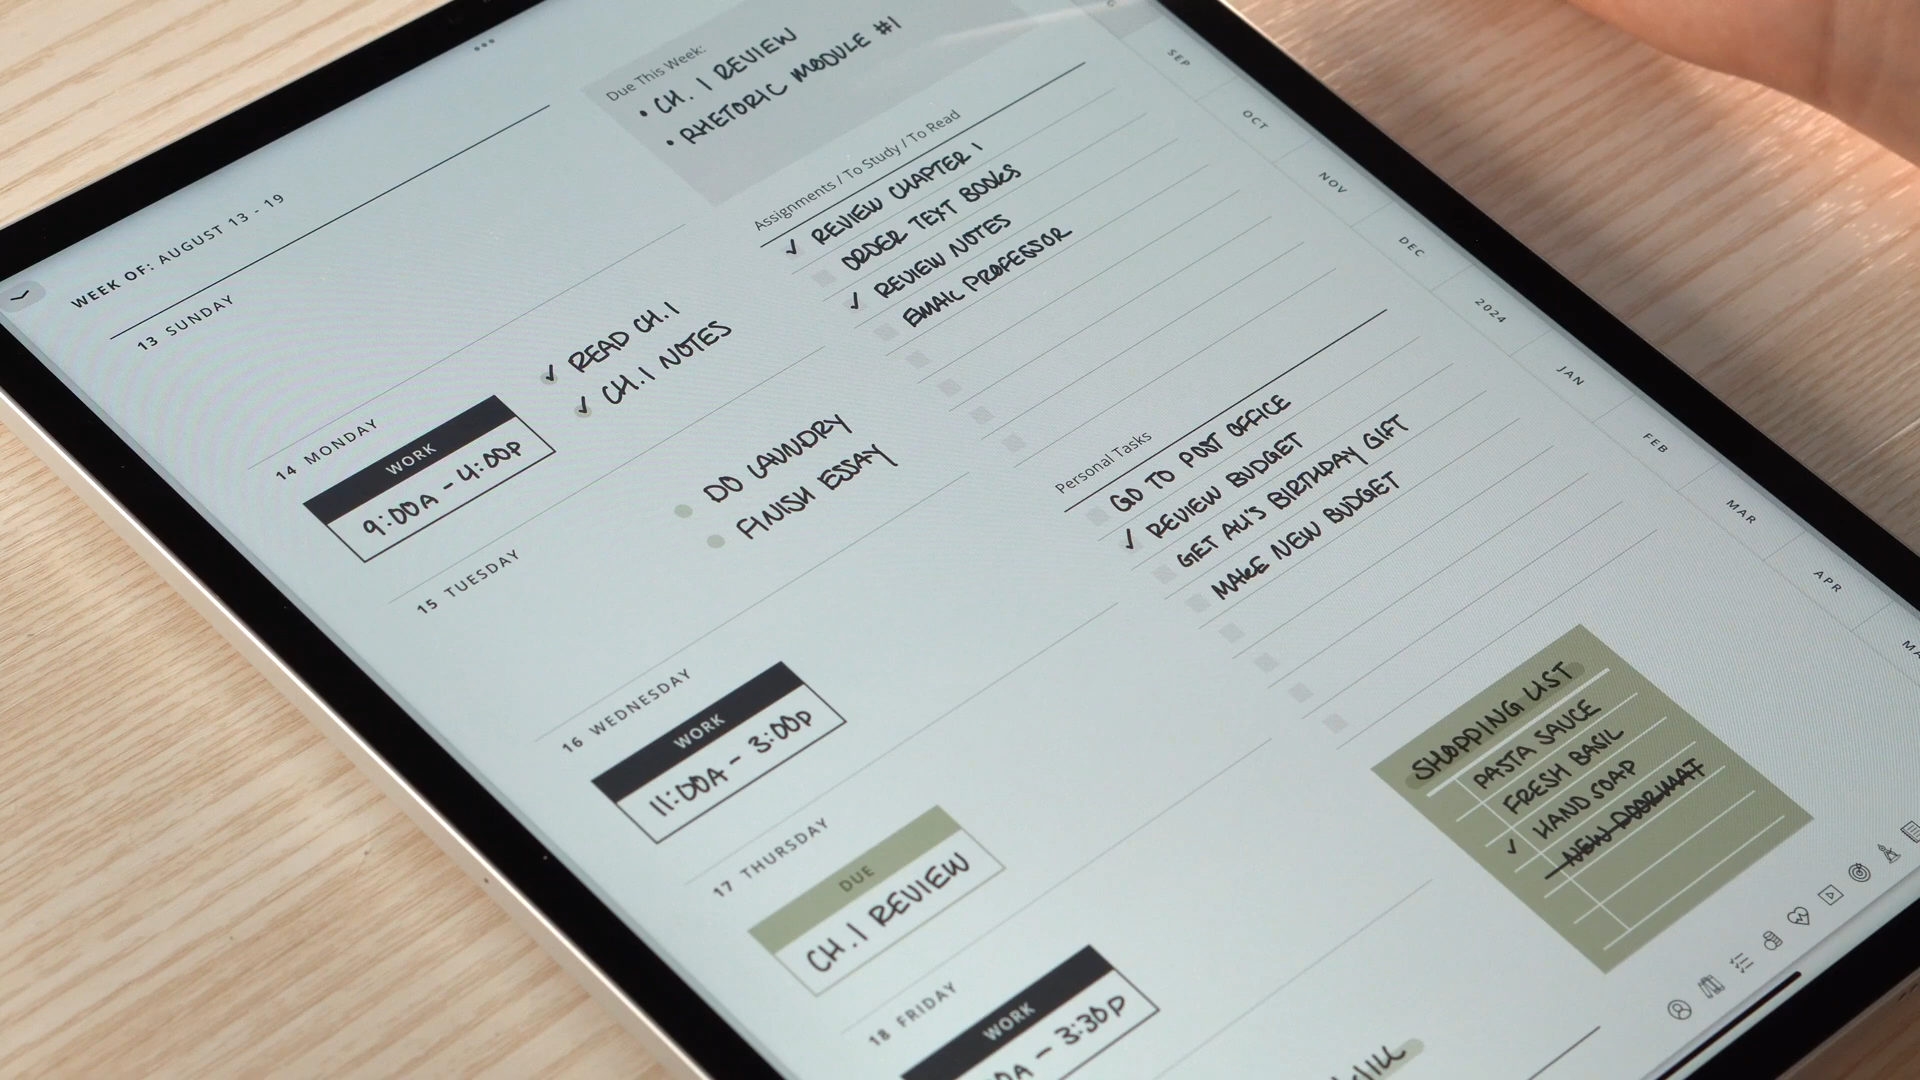 WEEK OF: AUGUST 13 - 19
13 SUNDAY
14 MONDAY
WORK
9:00A - 4:00P
✓ READ CH.1
✓ CH.1 NOTES
15 TUESDAY
DO LAUNDRY
FINISH ESSAY
16 WEDNESDAY
WORK
11:00A - 3:00P
17 THURSDAY
DUE
CH.1 REVIEW
18 FRIDAY
WORK
- 3:30P
Due This Week:
• CH. 1 REVIEW
• RHETORIC MODULE #1
Assignments / To Study / To Read
✓ REVIEW CHAPTER 1
ORDER TEXT BOOKS
✓ REVIEW NOTES
EMAIL PROFESSOR
Personal Tasks
GO TO POST OFFICE
✓ REVIEW BUDGET
GET ALI'S BIRTHDAY GIFT
MAKE NEW BUDGET
SHOPPING LIST
PASTA SAUCE
FRESH BASIL
✓ HAND SOAP
NEW DOORMAT
SEP
OCT
NOV
DEC
2024
JAN
FEB
MAR
APR